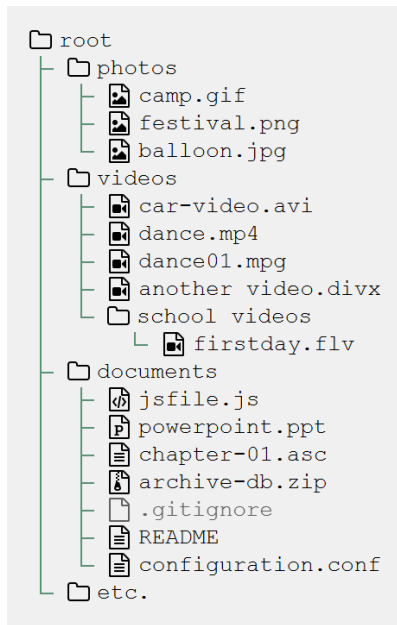 root
photos
camp.gif
festival.png
balloon.jpg
videos
car-video.avi
dance.mp4
dance01.mpg
another video.divx
school videos
firstday.flv
documents
jsfile.js
powerpoint.ppt
chapter-01.asc
archive-db.zip
.gitignore
README
configuration.conf
etc.